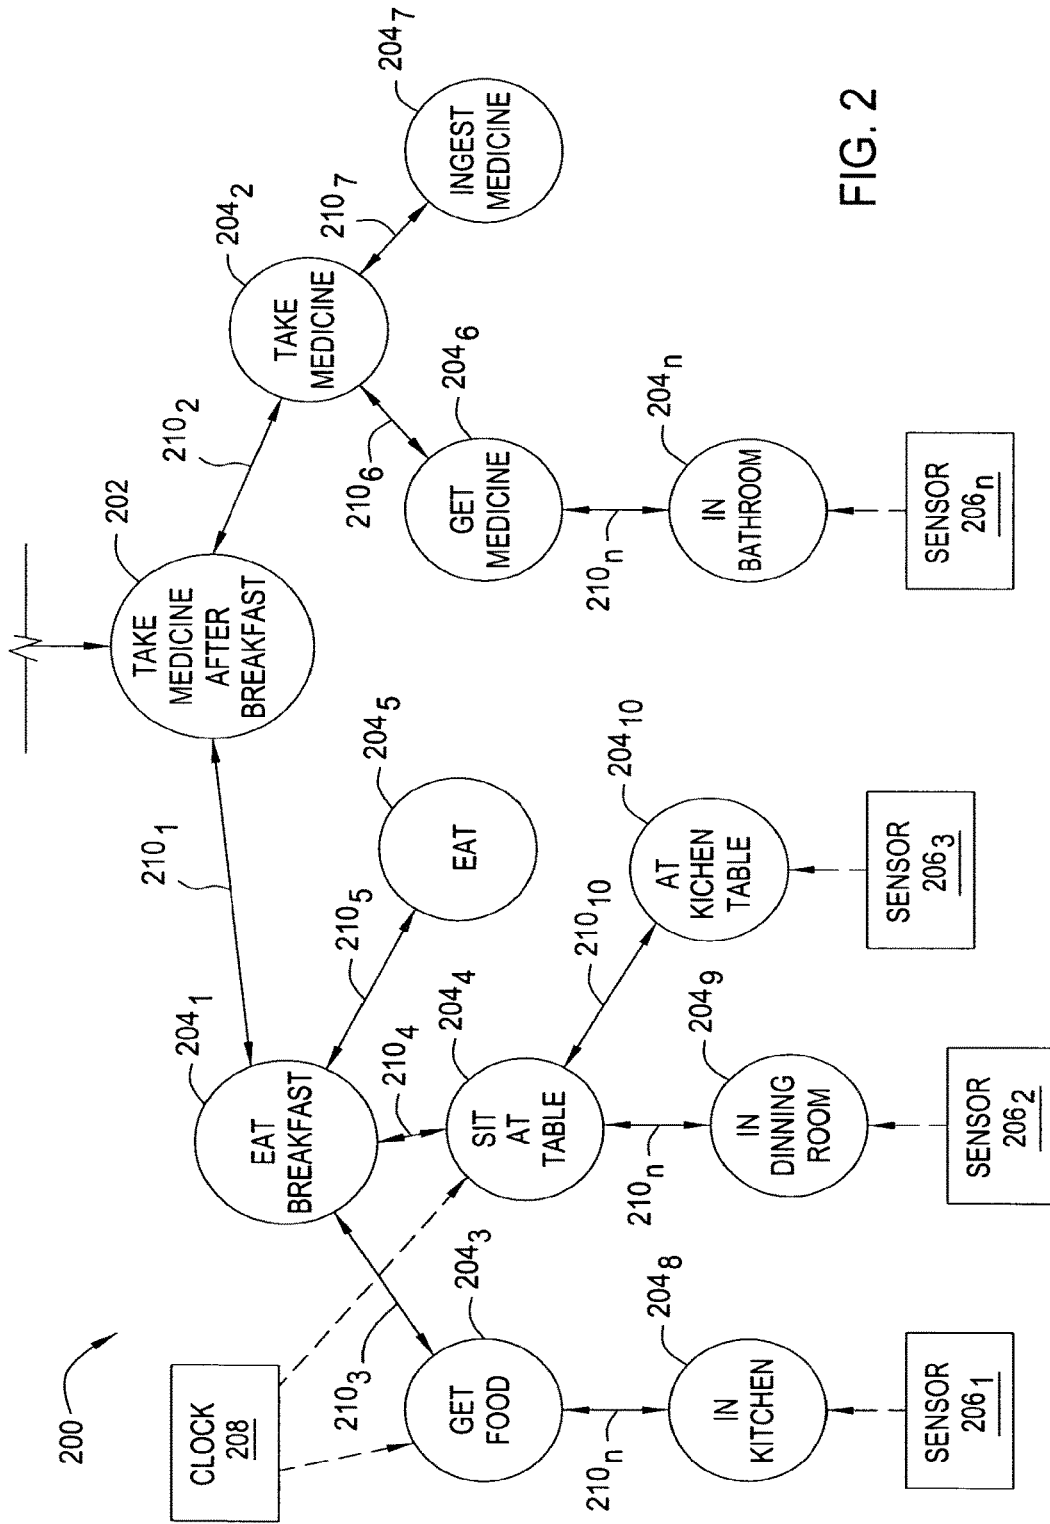 200
CLOCK
208
TAKE
MEDICINE
AFTER
BREAKFAST
202
210₁
210₂
EAT
BREAKFAST
204₁
TAKE
MEDICINE
204₂
210₃
210₄
210₅
210₆
210₇
GET
FOOD
204₃
SIT
AT
TABLE
204₄
EAT
204₅
GET
MEDICINE
204₆
INGEST
MEDICINE
204₇
210ₙ
210ₙ
210₁₀
210ₙ
IN
KITCHEN
204₈
IN
DINNING
ROOM
204₉
AT
KICHEN
TABLE
204₁₀
IN
BATHROOM
204ₙ
SENSOR
206₁
SENSOR
206₂
SENSOR
206₃
SENSOR
206ₙ
FIG. 2